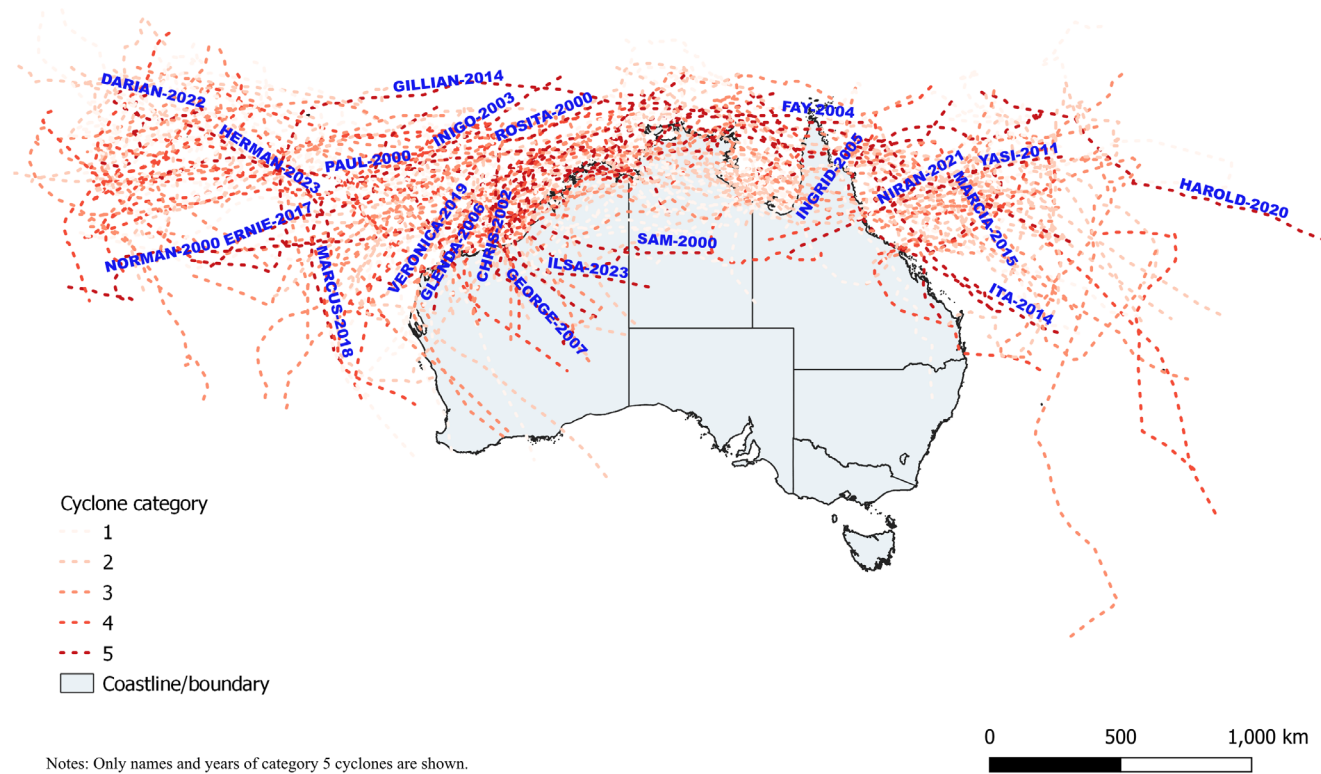 DARIAN-2022
GILLIAN-2014
INIGO-2003
ROSITA-2000
FAY-2004
HERMAN-2023
PAUL-2000
INGRID-2005
NIRAN-2021
YASI-2011
HAROLD-2020
MARCIA-2015
NORMAN-2000
ERNIE-2017
VERONICA-2019
GLENDA-2006
CHRIS-2002
SAM-2000
ILSA-2023
MARCUS-2018
GEORGE-2007
ITA-2014
Cyclone category
1
2
3
4
5
Coastline/boundary
0 500 1,000 km
Notes: Only names and years of category 5 cyclones are shown.